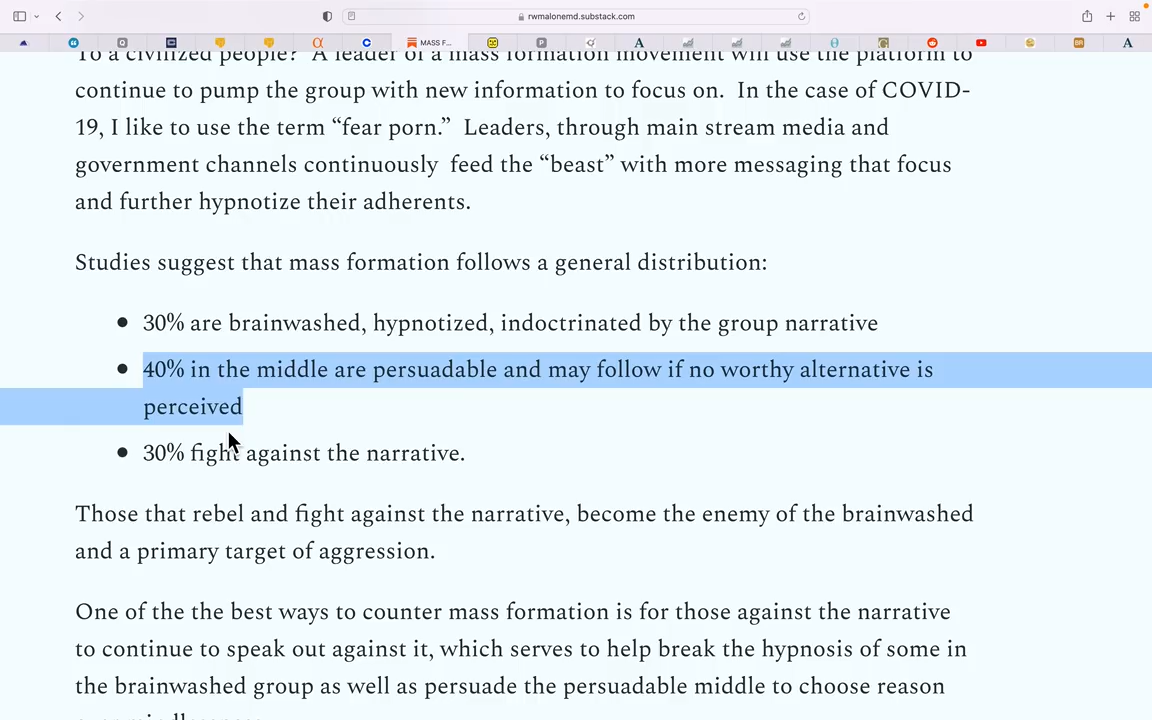 rwmalonemd.substack.com
MASS F...
To a civilized people?  A leader of a mass formation movement will use the platform to
continue to pump the group with new information to focus on.  In the case of COVID-
19, I like to use the term “fear porn.”  Leaders, through main stream media and
government channels continuously  feed the “beast” with more messaging that focus
and further hypnotize their adherents.
Studies suggest that mass formation follows a general distribution:
30% are brainwashed, hypnotized, indoctrinated by the group narrative
40% in the middle are persuadable and may follow if no worthy alternative is
perceived
30% fight against the narrative.
Those that rebel and fight against the narrative, become the enemy of the brainwashed
and a primary target of aggression.
One of the the best ways to counter mass formation is for those against the narrative
to continue to speak out against it, which serves to help break the hypnosis of some in
the brainwashed group as well as persuade the persuadable middle to choose reason